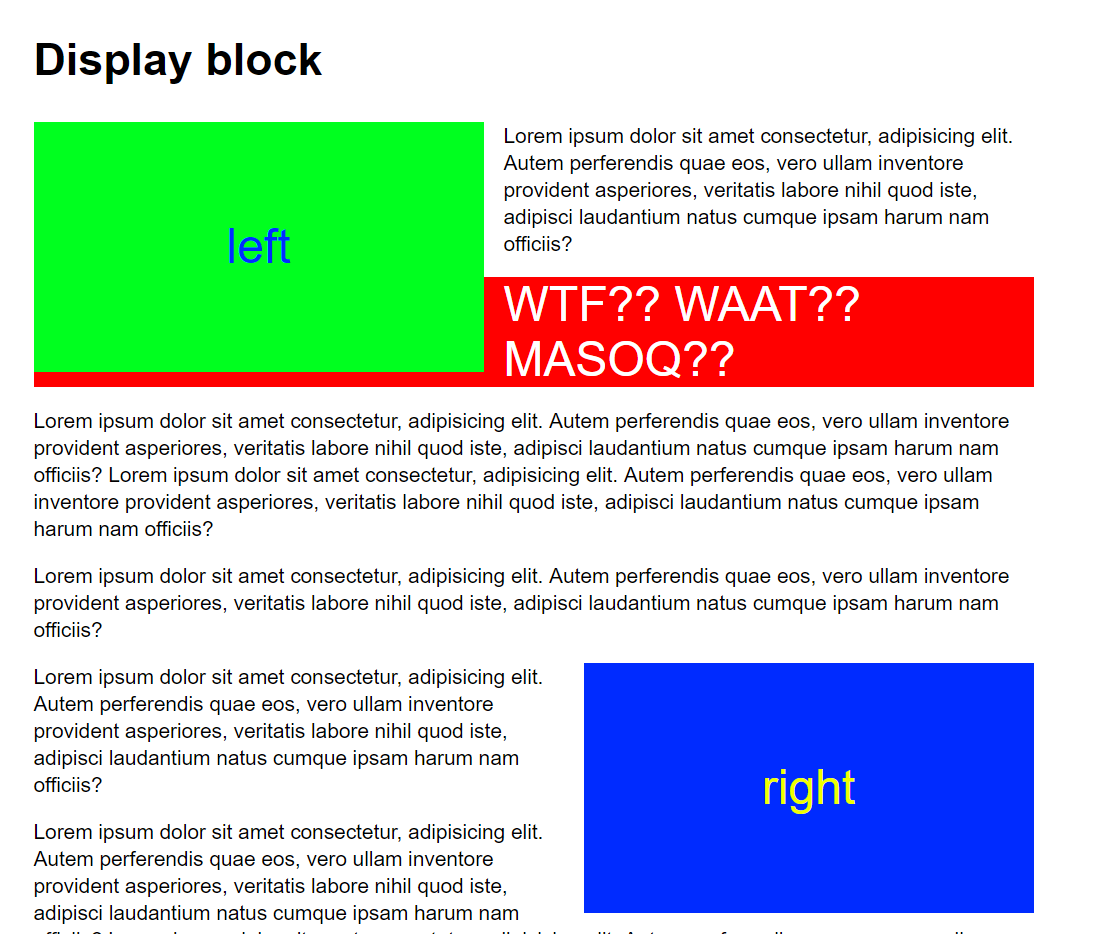 Display block
left
Lorem ipsum dolor sit amet consectetur, adipisicing elit.
Autem perferendis quae eos, vero ullam inventore
provident asperiores, veritatis labore nihil quod iste,
adipisci laudantium natus cumque ipsam harum nam
officiis?
WTF?? WAAT??
MASOQ??
Lorem ipsum dolor sit amet consectetur, adipisicing elit. Autem perferendis quae eos, vero ullam inventore
provident asperiores, veritatis labore nihil quod iste, adipisci laudantium natus cumque ipsam harum nam
officiis? Lorem ipsum dolor sit amet consectetur, adipisicing elit. Autem perferendis quae eos, vero ullam
inventore provident asperiores, veritatis labore nihil quod iste, adipisci laudantium natus cumque ipsam
harum nam officiis?
Lorem ipsum dolor sit amet consectetur, adipisicing elit. Autem perferendis quae eos, vero ullam inventore
provident asperiores, veritatis labore nihil quod iste, adipisci laudantium natus cumque ipsam harum nam
officiis?
Lorem ipsum dolor sit amet consectetur, adipisicing elit.
Autem perferendis quae eos, vero ullam inventore
provident asperiores, veritatis labore nihil quod iste,
adipisci laudantium natus cumque ipsam harum nam
officiis?
right
Lorem ipsum dolor sit amet consectetur, adipisicing elit.
Autem perferendis quae eos, vero ullam inventore
provident asperiores, veritatis labore nihil quod iste,
adipisci laudantium natus cumque ipsam harum nam